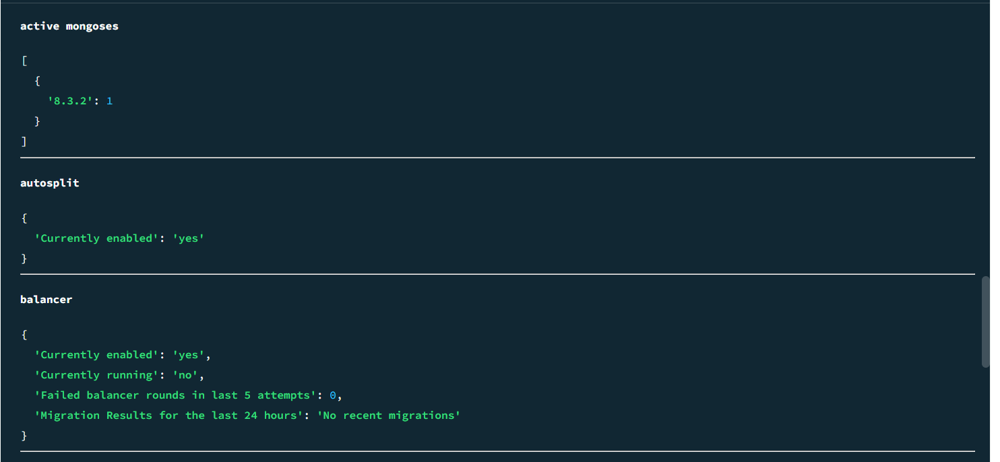 active mongoses
[
  {
    '8.3.2': 1
  }
]
autosplit
{
  'Currently enabled': 'yes'
}
balancer
{
  'Currently enabled': 'yes',
  'Currently running': 'no',
  'Failed balancer rounds in last 5 attempts': 0,
  'Migration Results for the last 24 hours': 'No recent migrations'
}